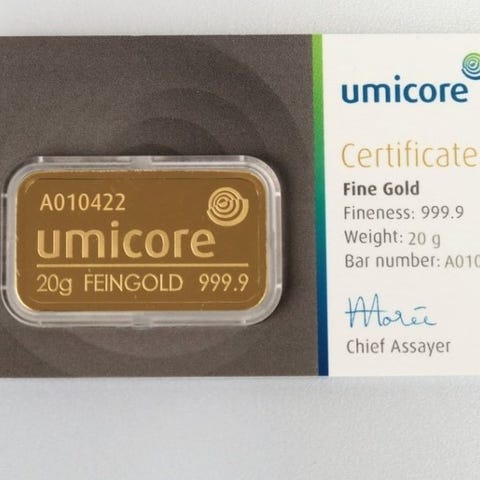 A010422
umicore
20g FEINGOLD 999.9
umicore
Certificate
Fine Gold
Fineness: 999.9
Weight: 20 g
Bar number: A010
Morée
Chief Assayer